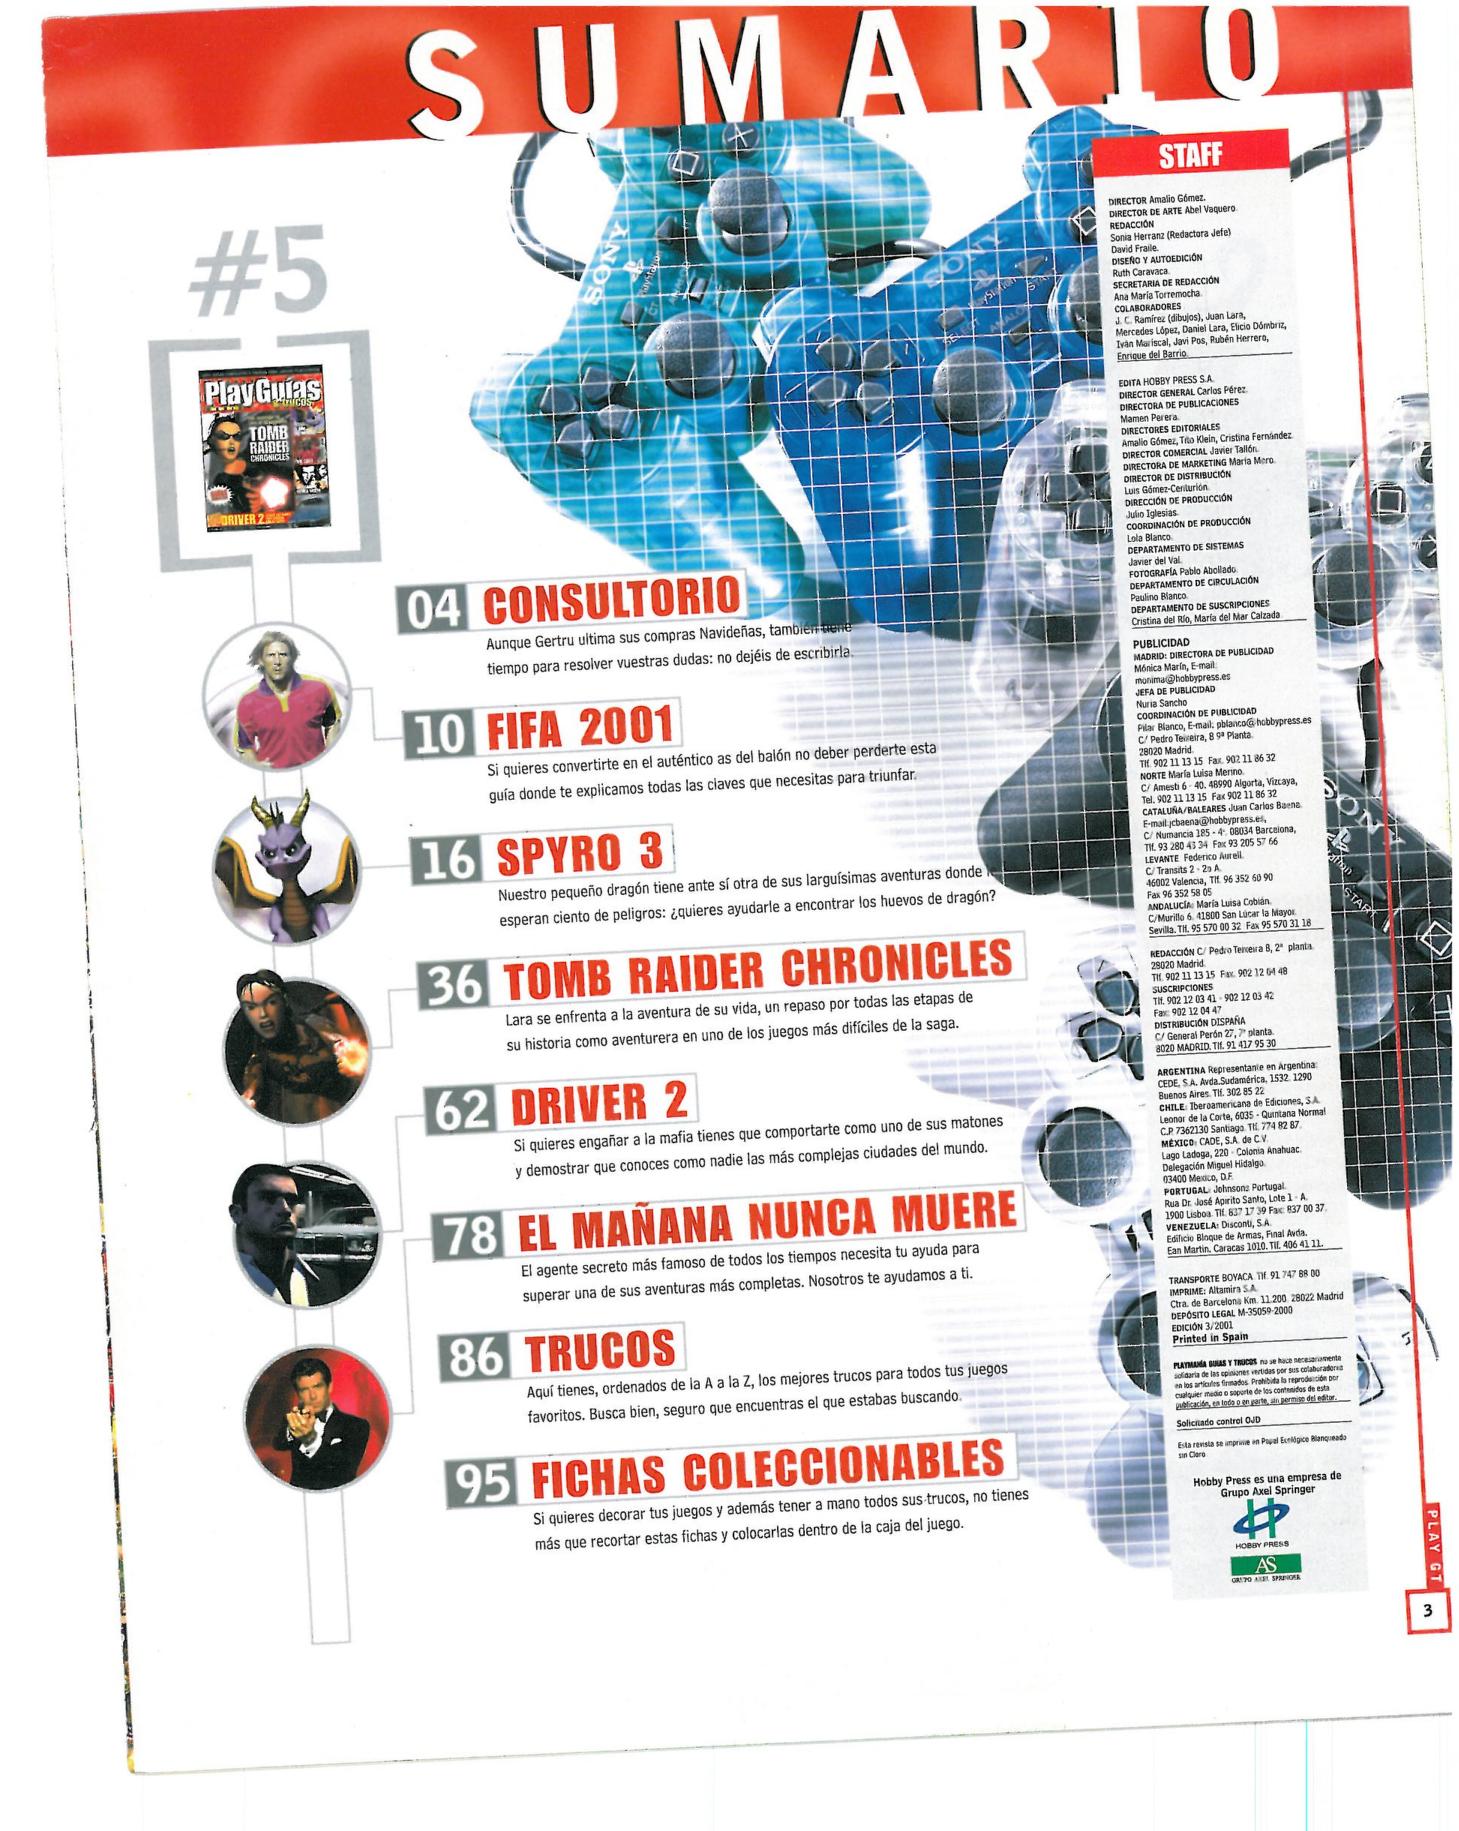 SUMARIO
#5
PlayGuías
TOMB
RAIDER
CHRONICLES
DRIVER 2
04 CONSULTORIO
Aunque Gertru ultima sus compras Navideñas, también tiene
tiempo para resolver vuestras dudas: no dejéis de escribirla.
10 FIFA 2001
Si quieres convertirte en el auténtico as del balón no deber perderte esta
guía donde te explicamos todas las claves que necesitas para triunfar.
16 SPYRO 3
Nuestro pequeño dragón tiene ante sí otra de sus larguísimas aventuras donde
esperan ciento de peligros: ¿quieres ayudarle a encontrar los huevos de dragón?
36 TOMB RAIDER CHRONICLES
Lara se enfrenta a la aventura de su vida, un repaso por todas las etapas de
su historia como aventurera en uno de los juegos más difíciles de la saga.
62 DRIVER 2
Si quieres engañar a la mafia tienes que comportarte como uno de sus matones
y demostrar que conoces como nadie las más complejas ciudades del mundo.
78 EL MAÑANA NUNCA MUERE
El agente secreto más famoso de todos los tiempos necesita tu ayuda para
superar una de sus aventuras más completas. Nosotros te ayudamos a ti.
86 TRUCOS
Aquí tienes, ordenados de la A a la Z, los mejores trucos para todos tus juegos
favoritos. Busca bien, seguro que encuentras el que estabas buscando.
95 FICHAS COLECCIONABLES
Si quieres decorar tus juegos y además tener a mano todos sus trucos, no tienes
más que recortar estas fichas y colocarlas dentro de la caja del juego.
SONY
PlayStation
SONY
PlayStation
SELECT
ANALOG
SONY
START
STAFF
DIRECTOR Amalio Gómez.
DIRECTOR DE ARTE Abel Vaquero.
REDACCIÓN
Sonia Herranz (Redactora Jefe)
David Fraile.
DISEÑO Y AUTOEDICIÓN
Ruth Caravaca.
SECRETARIA DE REDACCIÓN
Ana María Torremocha.
COLABORADORES
J. C. Ramírez (dibujos), Juan Lara,
Mercedes López, Daniel Lara, Elicio Dómbriz,
Iván Mariscal, Javi Pos, Rubén Herrero,
Enrique del Barrio.
EDITA HOBBY PRESS S.A.
DIRECTOR GENERAL Carlos Pérez.
DIRECTORA DE PUBLICACIONES
Mamen Perera.
DIRECTORES EDITORIALES
Amalio Gómez, Trio Klein, Cristina Fernández.
DIRECTOR COMERCIAL Javier Tallón.
DIRECTORA DE MARKETING María Moro.
DIRECTOR DE DISTRIBUCIÓN
Luis Gómez-Centurión.
DIRECCIÓN DE PRODUCCIÓN
Julio Iglesias.
COORDINACIÓN DE PRODUCCIÓN
Lola Blanco.
DEPARTAMENTO DE SISTEMAS
Javier del Val.
FOTOGRAFÍA Pablo Abollado.
DEPARTAMENTO DE CIRCULACIÓN
Paulino Blanco.
DEPARTAMENTO DE SUSCRIPCIONES
Cristina del Río, María del Mar Calzada.
PUBLICIDAD
MADRID: DIRECTORA DE PUBLICIDAD
Mónica Marín, E-mail:
monima@hobbypress.es
JEFA DE PUBLICIDAD
Nuria Sancho
COORDINACIÓN DE PUBLICIDAD
Pilar Blanco, E-mail: pblanco@hobbypress.es
C/ Pedro Teixeira, 8 9ª Planta.
28020 Madrid.
Tlf. 902 11 13 15 Fax. 902 11 86 32
NORTE María Luisa Merino.
C/ Amesti 6 - 40. 48990 Algorta, Vizcaya,
Tel. 902 11 13 15 Fax 902 11 86 32
CATALUÑA/BALEARES Juan Carlos Baena.
E-mail:jcbaena@hobbypress.es,
C/ Numancia 185 - 4º. 08034 Barcelona,
Tlf. 93 280 43 34 Fax 93 205 57 66
LEVANTE Federico Aurell.
C/ Transits 2 - 2o A.
46002 Valencia, Tlf. 96 352 60 90
Fax 96 352 58 05
ANDALUCÍA: María Luisa Cobián.
C/Murillo 6. 41800 San Lúcar la Mayor.
Sevilla. Tlf. 95 570 00 32 Fax 95 570 31 18
REDACCIÓN C/ Pedro Teixeira 8, 2ª planta.
28020 Madrid.
Tlf. 902 11 13 15 Fax. 902 12 04 48
SUSCRIPCIONES
Tlf. 902 12 03 41 - 902 12 03 42
Fax: 902 12 04 47
DISTRIBUCIÓN DISPAÑA
C/ General Perón 27, 7ª planta.
8020 MADRID. Tlf. 91 417 95 30
ARGENTINA Representante en Argentina:
CEDE, S.A. Avda.Sudamérica, 1532. 1290
Buenos Aires. Tlf. 302 85 22
CHILE: Iberoamericana de Ediciones, S.A.
Leonor de la Corte, 6035 - Quintana Normal
C.P. 7362130 Santiago. Tlf. 774 82 87.
MÉXICO: CADE, S.A. de C.V.
Lago Ladoga, 220 - Colonia Anahuac.
Delegación Miguel Hidalgo.
03400 Mexico, D.F.
PORTUGAL: Johnsons Portugal.
Rua Dr. José Apirito Santo, Lote 1 - A.
1900 Lisboa. Tlf. 837 17 39 Fax: 837 00 37.
VENEZUELA: Disconti, S.A.
Edificio Bloque de Armas, Final Avda.
Ean Martin. Caracas 1010. Tlf. 406 41 11.
TRANSPORTE BOYACA. Tlf. 91 747 88 00
IMPRIME: Altamira S.A.
Ctra. de Barcelona Km. 11.200. 28022 Madrid
DEPÓSITO LEGAL M-35059-2000
EDICIÓN 3/2001
Printed in Spain
PLAYMANÍA GUÍAS Y TRUCOS no se hace necesariamente
solidaria de las opiniones vertidas por sus colaboradores
en los artículos firmados. Prohibida la reproducción por
cualquier medio o soporte de los contenidos de esta
publicación, en todo o en parte, sin permiso del editor.
Solicitado control OJD
Esta revista se imprime en Papel Ecológico Blanqueado
sin Cloro
Hobby Press es una empresa de
Grupo Axel Springer
HOBBY PRESS
AS
GRUPO AXEL SPRINGER
PLAY GT
3